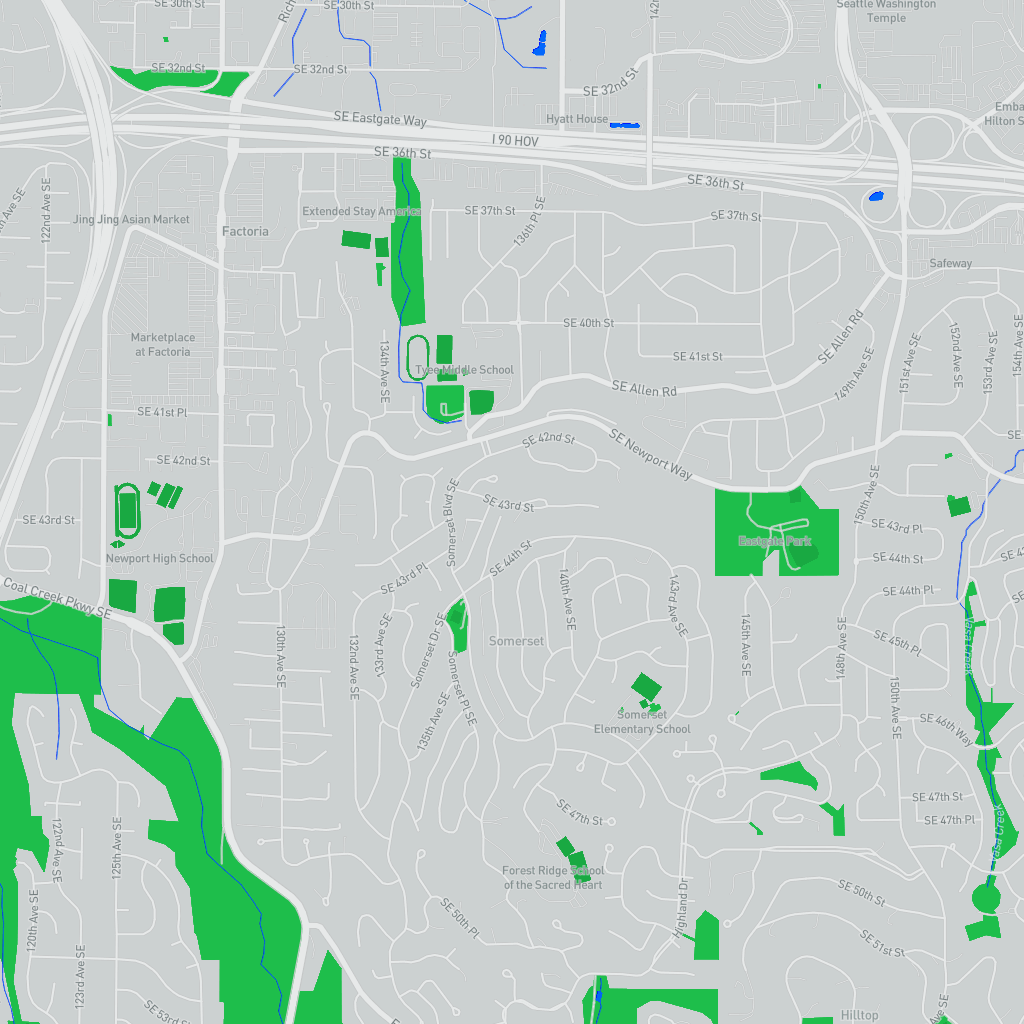 SE 30th St
SE 30th St
Rich
142n
Seattle Washington
Temple
SE 32nd St
SE 32nd St
SE 32nd St
SE Eastgate Way
Hyatt House
Emba
Hilton S
I 90 HOV
SE 36th St
SE 36th St
122nd Ave SE
Ave SE
Jing Jing Asian Market
Extended Stay America
SE 37th St
SE 37th St
136th Pl SE
Factoria
Safeway
SE 40th St
Marketplace
at Factoria
SE Allen Rd
152nd Ave SE
154th SE
SE 41st St
151st Ave SE
153rd SE
134th Ave SE
Tyee Middle School
149th Ave SE
SE Allen Rd
SE 41st Pl
SE 42nd St
SE
SE 42nd St
SE Newport Way
Somerset Blvd SE
SE 43rd St
150th Ave SE
SE 43rd St
SE 43rd Pl
Eastgate Park
Newport High School
SE 44th St
SE 44th St
SE 43rd Pl
SE 44th Pl
Coal Creek Pkwy SE
140th Ave SE
143rd Ave SE
130th Ave SE
132nd Ave SE
133rd Ave SE
Somerset Dr SE
Somerset
145th Ave SE
148th Ave SE
SE 45th Pl
Somerset Pl SE
135th Ave SE
150th Ave SE
Somerset
Elementary School
SE 46th Way
SE 47th St
SE 47th St
SE 47th Pl
122nd Ave SE
125th Ave SE
Vasa Creek
Forest Ridge School
of the Sacred Heart
SE 50th St
Highland Dr
120th Ave SE
SE 50th Pl
SE 51st St
123rd Ave SE
SE 53rd St
Ave SE
Hilltop